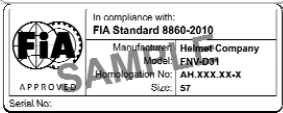 In compliance with:
FIA Standard 8860-2010
FiA
APPROVED
Manufacturer: Helmet Company
Model: FNV-D31
Homologation No: AH.XXX.XX-X
Size: 57
Serial No:
SAMPLE